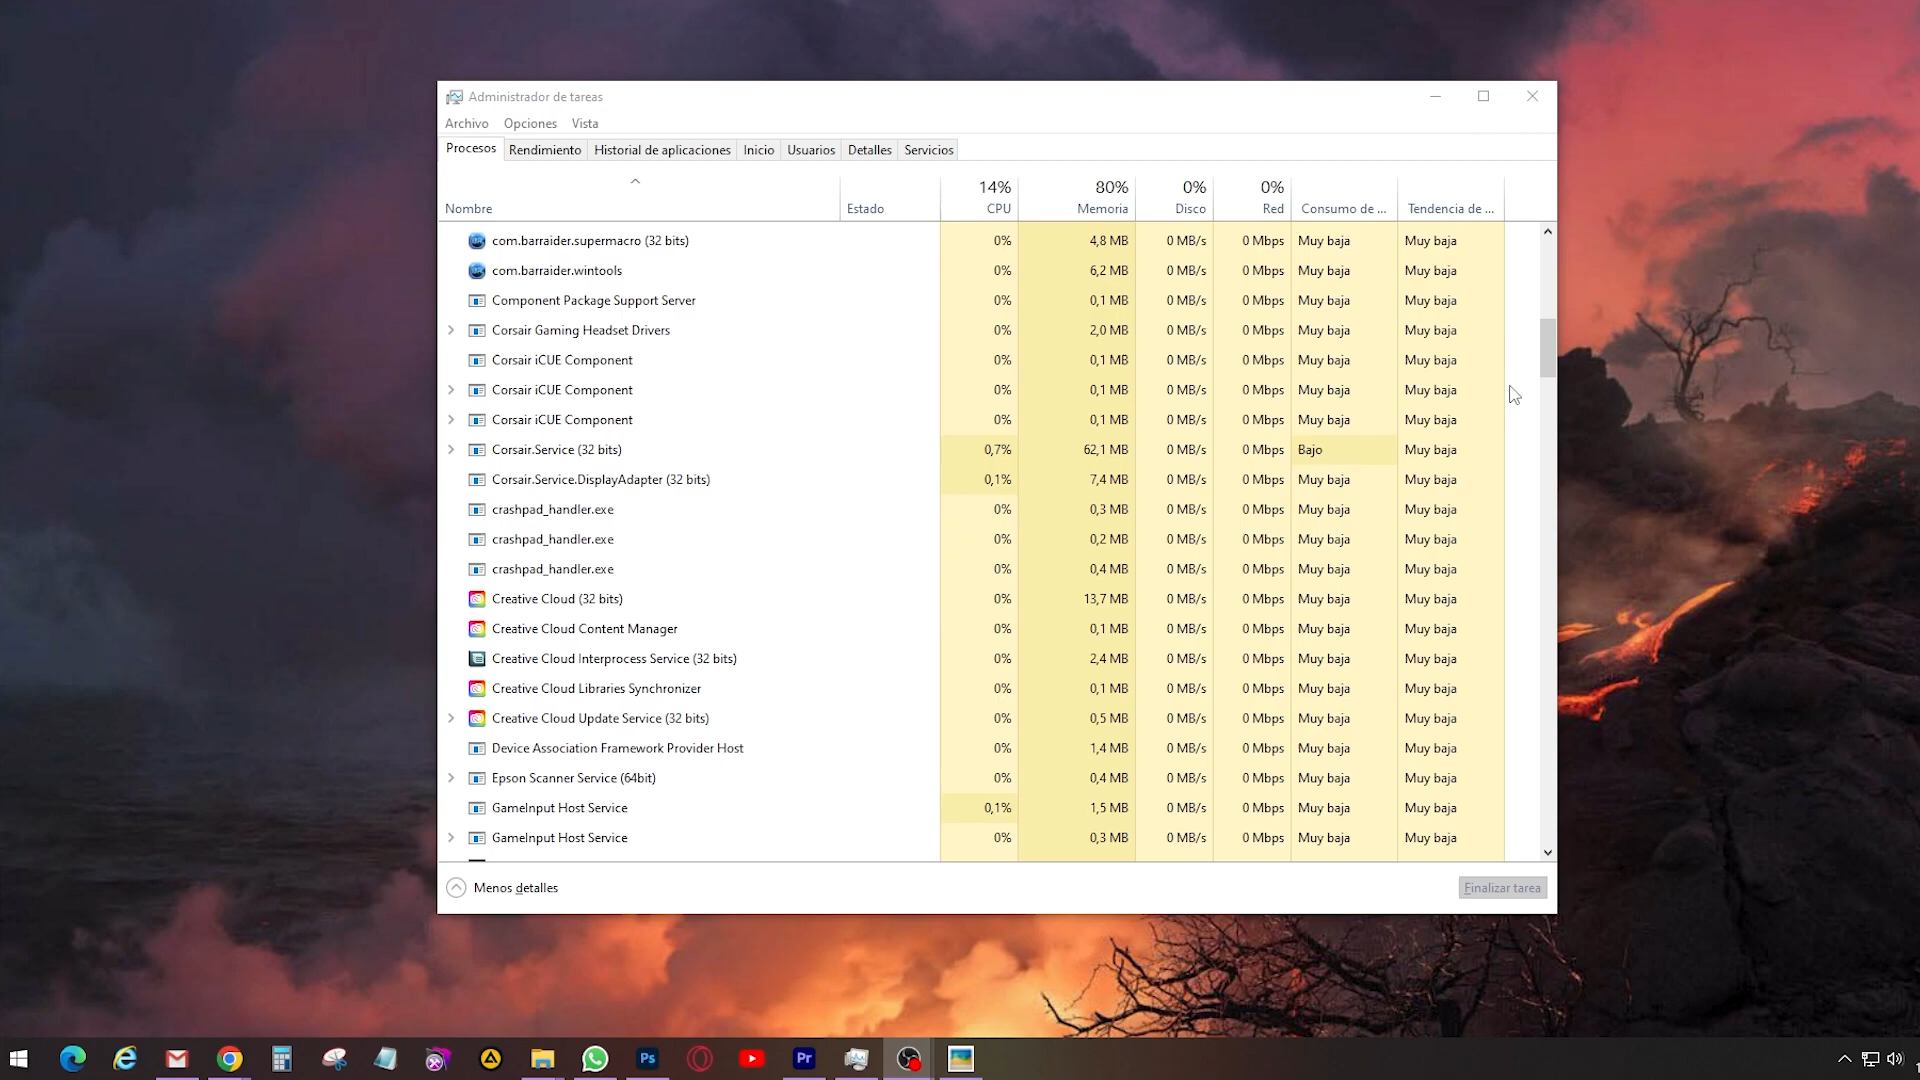 Administrador de tareas
Archivo Opciones Vista
Procesos Rendimiento Historial de aplicaciones Inicio Usuarios Detalles Servicios
14% 80% 0% 0%
Nombre Estado CPU Memoria Disco Red Consumo de ... Tendencia de ...
com.barraider.supermacro (32 bits) 0% 4,8 MB 0 MB/s 0 Mbps Muy baja Muy baja
com.barraider.wintools 0% 6,2 MB 0 MB/s 0 Mbps Muy baja Muy baja
Component Package Support Server 0% 0,1 MB 0 MB/s 0 Mbps Muy baja Muy baja
Corsair Gaming Headset Drivers 0% 2,0 MB 0 MB/s 0 Mbps Muy baja Muy baja
Corsair iCUE Component 0% 0,1 MB 0 MB/s 0 Mbps Muy baja Muy baja
Corsair iCUE Component 0% 0,1 MB 0 MB/s 0 Mbps Muy baja Muy baja
Corsair iCUE Component 0% 0,1 MB 0 MB/s 0 Mbps Muy baja Muy baja
Corsair.Service (32 bits) 0,7% 62,1 MB 0 MB/s 0 Mbps Bajo Muy baja
Corsair.Service.DisplayAdapter (32 bits) 0,1% 7,4 MB 0 MB/s 0 Mbps Muy baja Muy baja
crashpad_handler.exe 0% 0,3 MB 0 MB/s 0 Mbps Muy baja Muy baja
crashpad_handler.exe 0% 0,2 MB 0 MB/s 0 Mbps Muy baja Muy baja
crashpad_handler.exe 0% 0,4 MB 0 MB/s 0 Mbps Muy baja Muy baja
Creative Cloud (32 bits) 0% 13,7 MB 0 MB/s 0 Mbps Muy baja Muy baja
Creative Cloud Content Manager 0% 0,1 MB 0 MB/s 0 Mbps Muy baja Muy baja
Creative Cloud Interprocess Service (32 bits) 0% 2,4 MB 0 MB/s 0 Mbps Muy baja Muy baja
Creative Cloud Libraries Synchronizer 0% 0,1 MB 0 MB/s 0 Mbps Muy baja Muy baja
Creative Cloud Update Service (32 bits) 0% 0,5 MB 0 MB/s 0 Mbps Muy baja Muy baja
Device Association Framework Provider Host 0% 1,4 MB 0 MB/s 0 Mbps Muy baja Muy baja
Epson Scanner Service (64bit) 0% 0,4 MB 0 MB/s 0 Mbps Muy baja Muy baja
GameInput Host Service 0,1% 1,5 MB 0 MB/s 0 Mbps Muy baja Muy baja
GameInput Host Service 0% 0,3 MB 0 MB/s 0 Mbps Muy baja Muy baja
Menos detalles Finalizar tarea
Ps Pr